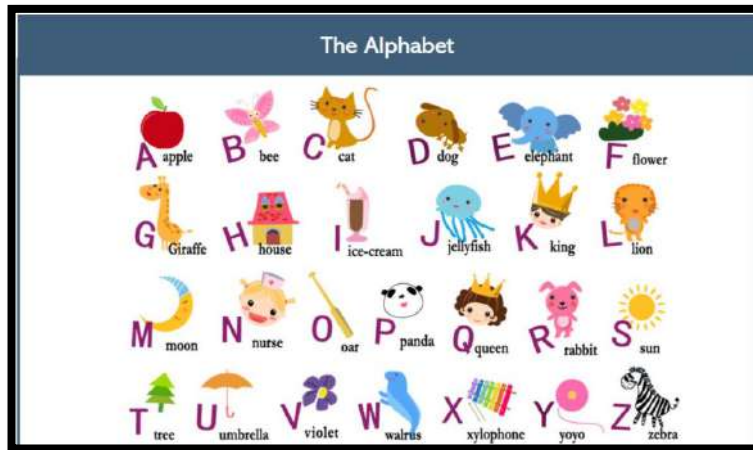 The Alphabet
A apple B bee C cat D dog E elephant F flower
G Giraffe H house I ice-cream J jellyfish K king L lion
M moon N nurse O oar P panda Q queen R rabbit S sun
T tree U umbrella V violet W walrus X xylophone Y yoyo Z zebra